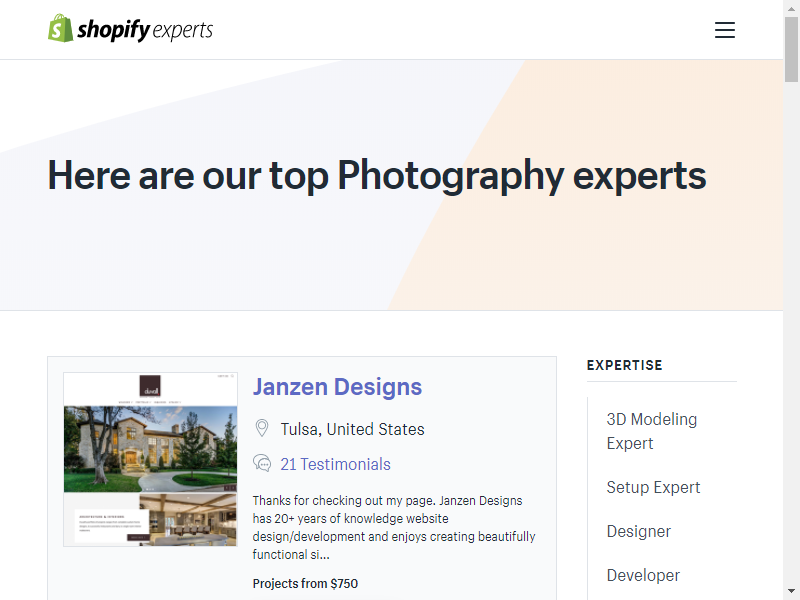 shopify experts
Here are our top Photography experts
Janzen Designs
Tulsa, United States
21 Testimonials
Thanks for checking out my page. Janzen Designs
has 20+ years of knowledge website
design/development and enjoys creating beautifully
functional si...
Projects from $750
EXPERTISE
3D Modeling
Expert
Setup Expert
Designer
Developer